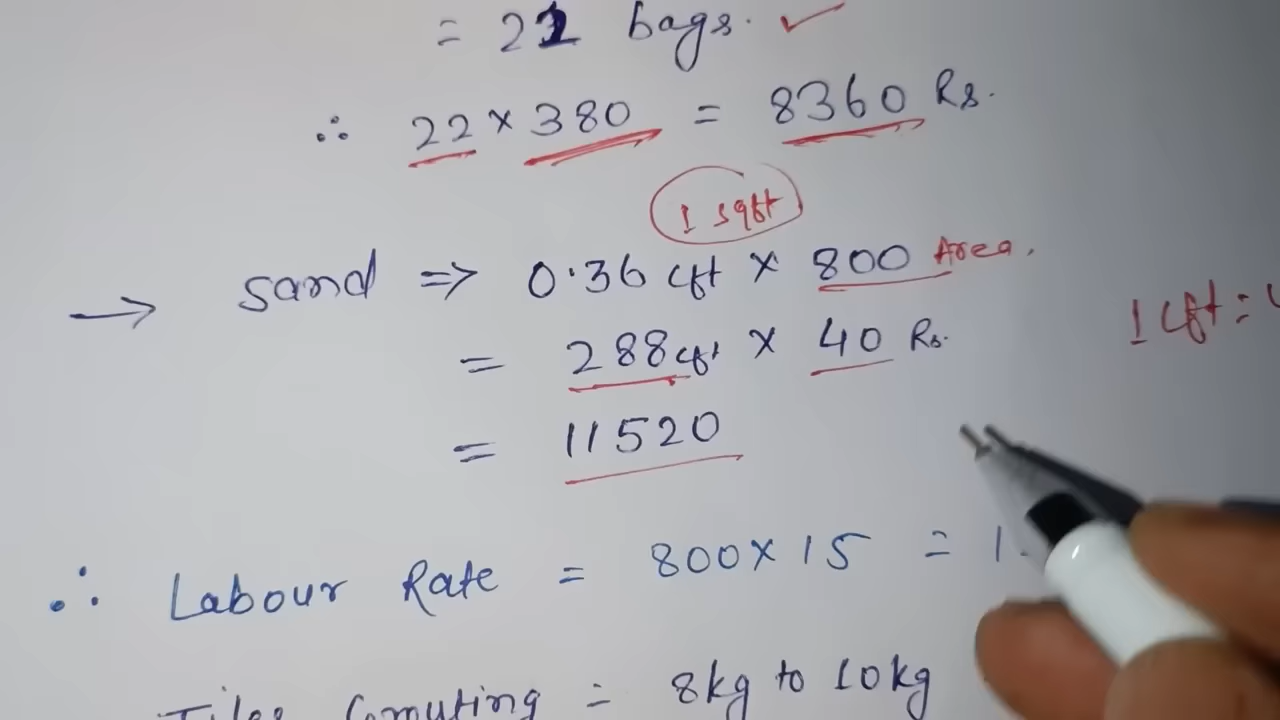 = 22 bags.
∴ 22 × 380 = 8360 Rs.
1 sqft
→ Sand ⇒ 0.36 cft × 800 Area.
= 288 cft × 40 Rs.
1 cft =
= 11520
∴ Labour Rate = 800 × 15 = 1
Tiles = 8kg to 10kg